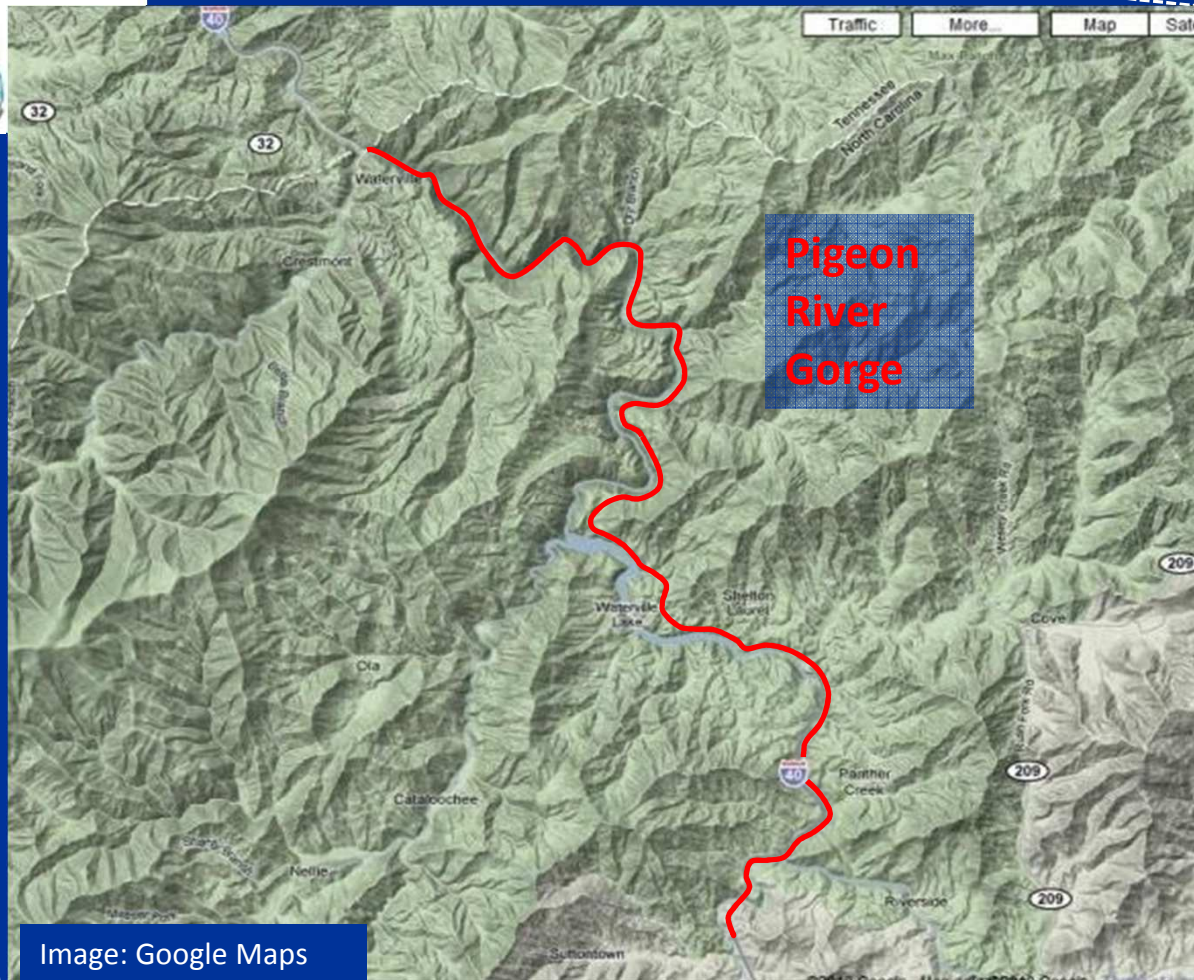 40
Traffic
More...
Map
32
32
Tennessee
North Carolina
Waterville
Crestmont
Pigeon
River
Gorge
209
Waterville
Lake
Shelton
Laurel
Cove
Ola
209
40
Panther
Creek
Cataloochee
Nellie
Riverside
209
Suttontown
Image: Google Maps